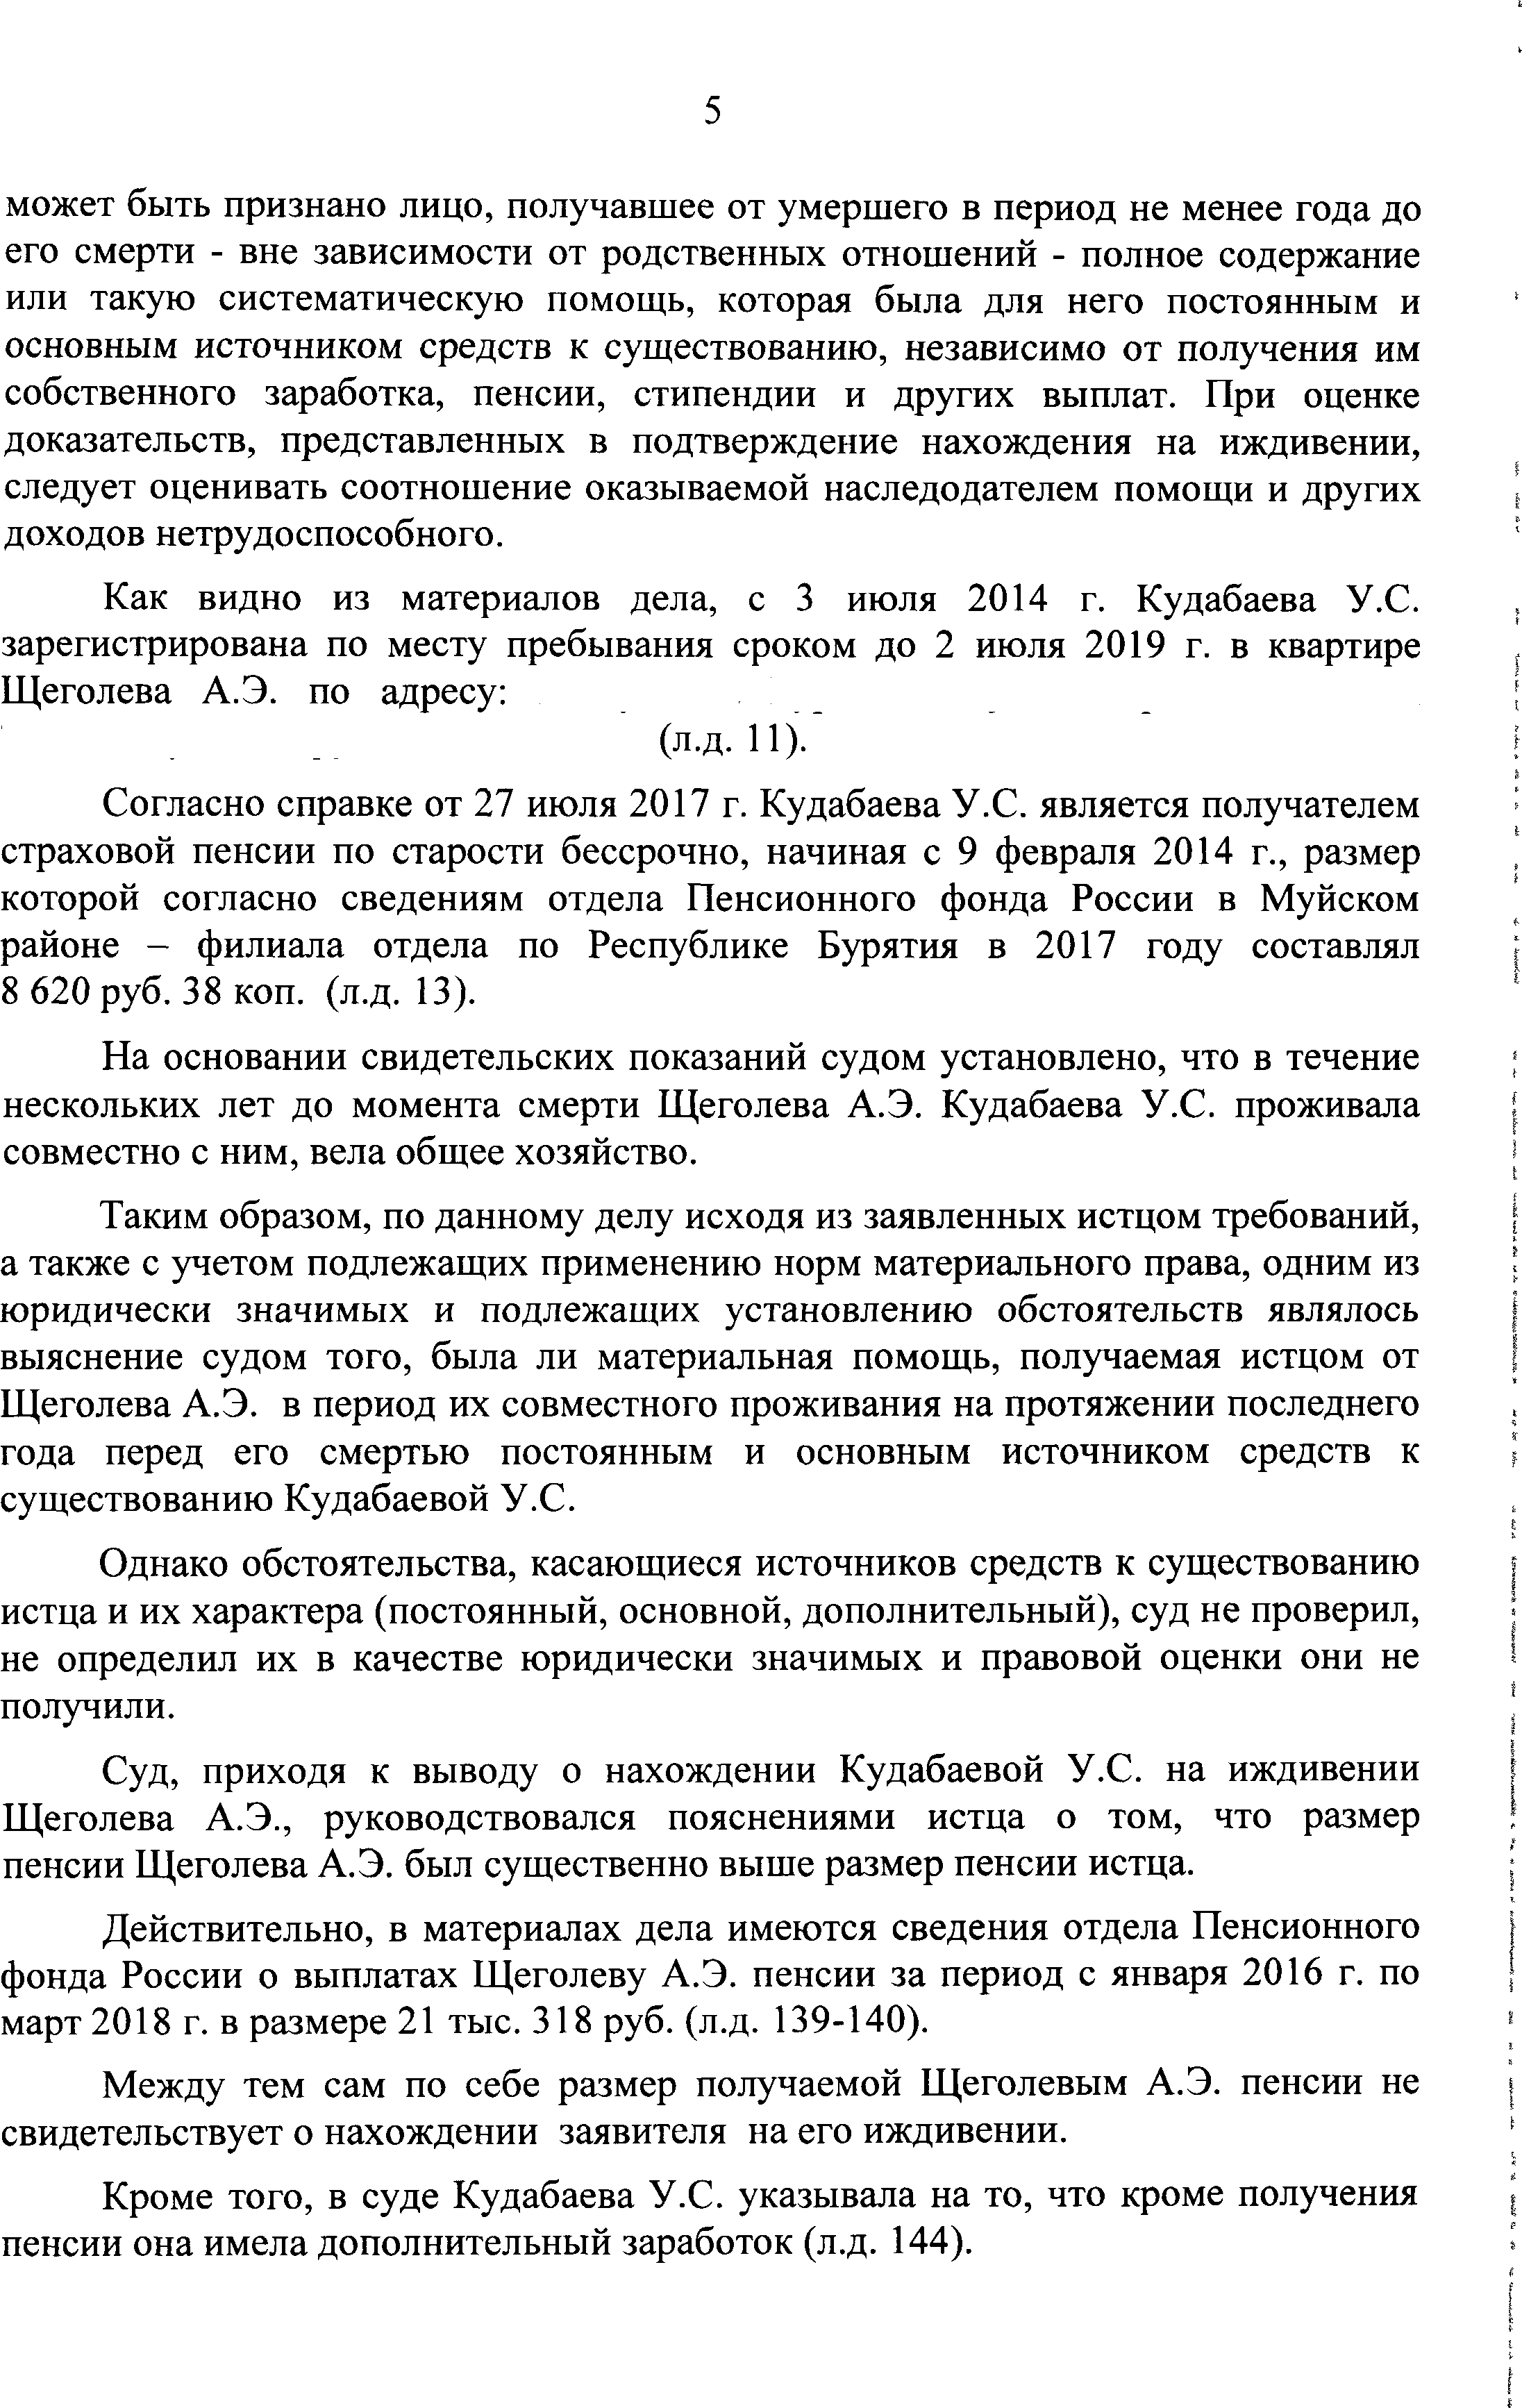 5
может быть признано лицо, получавшее от умершего в период не менее года до
его смерти - вне зависимости от родственных отношений - полное содержание
или такую систематическую помощь, которая была для него постоянным и
основным источником средств к существованию, независимо от получения им
собственного заработка, пенсии, стипендии и других выплат. При оценке
доказательств, представленных в подтверждение нахождения на иждивении,
следует оценивать соотношение оказываемой наследодателем помощи и других
доходов нетрудоспособного.
Как видно из материалов дела, с 3 июля 2014 г. Кудабаева У.С.
зарегистрирована по месту пребывания сроком до 2 июля 2019 г. в квартире
Щеголева А.Э. по адресу:
(л.д. 11).
Согласно справке от 27 июля 2017 г. Кудабаева У.С. является получателем
страховой пенсии по старости бессрочно, начиная с 9 февраля 2014 г., размер
которой согласно сведениям отдела Пенсионного фонда России в Муйском
районе – филиала отдела по Республике Бурятия в 2017 году составлял
8 620 руб. 38 коп. (л.д. 13).
На основании свидетельских показаний судом установлено, что в течение
нескольких лет до момента смерти Щеголева А.Э. Кудабаева У.С. проживала
совместно с ним, вела общее хозяйство.
Таким образом, по данному делу исходя из заявленных истцом требований,
а также с учетом подлежащих применению норм материального права, одним из
юридически значимых и подлежащих установлению обстоятельств являлось
выяснение судом того, была ли материальная помощь, получаемая истцом от
Щеголева А.Э. в период их совместного проживания на протяжении последнего
года перед его смертью постоянным и основным источником средств к
существованию Кудабаевой У.С.
Однако обстоятельства, касающиеся источников средств к существованию
истца и их характера (постоянный, основной, дополнительный), суд не проверил,
не определил их в качестве юридически значимых и правовой оценки они не
получили.
Суд, приходя к выводу о нахождении Кудабаевой У.С. на иждивении
Щеголева А.Э., руководствовался пояснениями истца о том, что размер
пенсии Щеголева А.Э. был существенно выше размер пенсии истца.
Действительно, в материалах дела имеются сведения отдела Пенсионного
фонда России о выплатах Щеголеву А.Э. пенсии за период с января 2016 г. по
март 2018 г. в размере 21 тыс. 318 руб. (л.д. 139-140).
Между тем сам по себе размер получаемой Щеголевым А.Э. пенсии не
свидетельствует о нахождении заявителя на его иждивении.
Кроме того, в суде Кудабаева У.С. указывала на то, что кроме получения
пенсии она имела дополнительный заработок (л.д. 144).